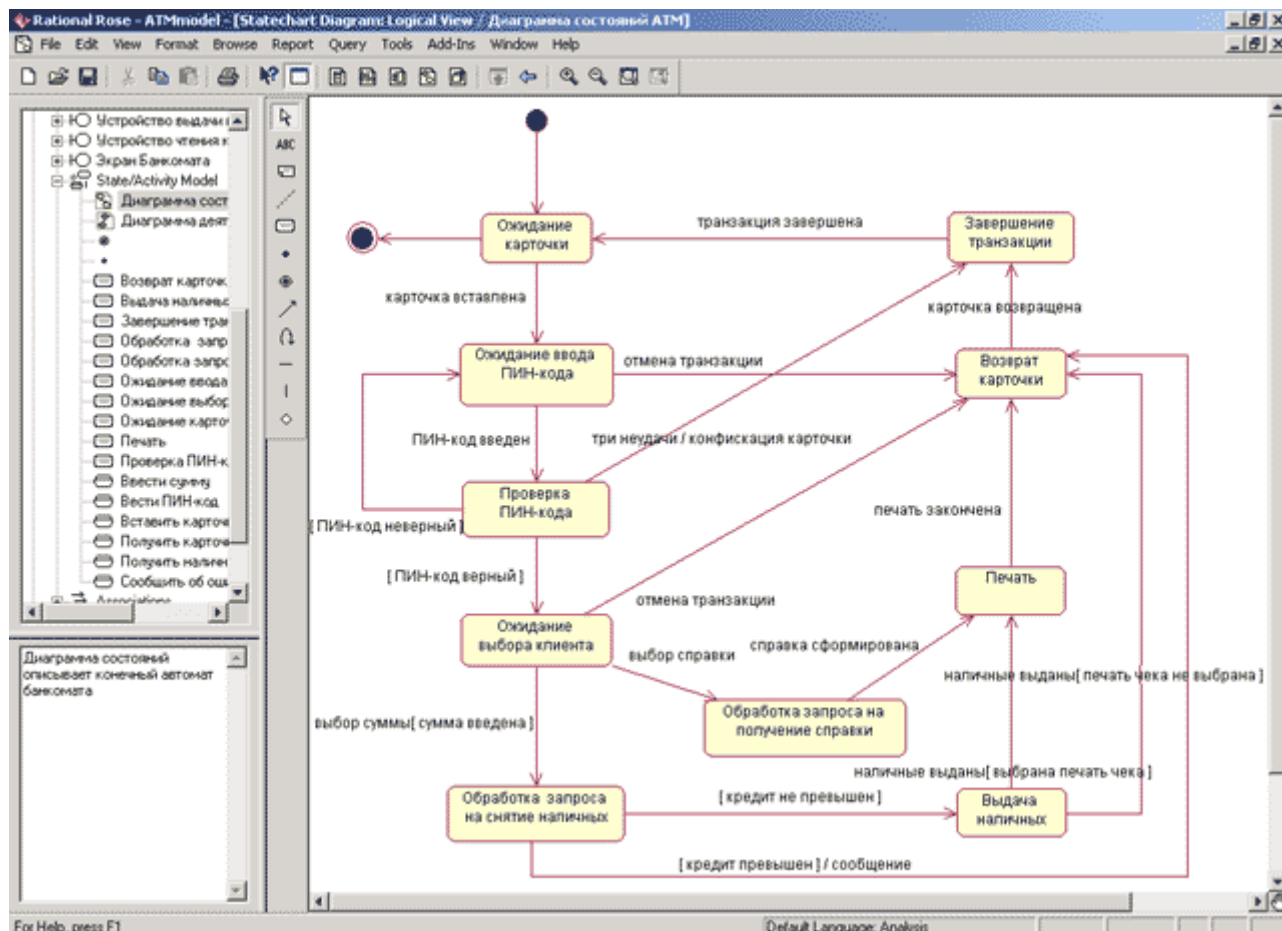 Rational Rose - ATMmodel - [Statechart Diagram: Logical View / Диаграмма состояний ATM]
File Edit View Format Browse Report Query Tools Add-Ins Window Help
ABC
Устройство выдачи
Устройство чтения к
Экран Банкомата
State/Activity Model
Диаграмма сост
Диаграмма деят
Возврат карточк
Выдача наличных
Завершение тран
Обработка запр
Обработка запро
Ожидание ввода
Ожидание выбор
Ожидание карто
Печать
Проверка ПИН-к
Ввести сумму
Вести ПИН-код
Вставить карточ
Получить карточ
Получить наличн
Сообщить об ош
Associations
Диаграмма состояний
описывает конечный автомат
банкомата
Ожидание
карточки
транзакция завершена
Завершение
транзакции
карточка вставлена
карточка возвращена
Ожидание ввода
ПИН-кода
отмена транзакции
Возврат
карточки
ПИН-код введен
три неудачи / конфискация карточки
Проверка
ПИН-кода
[ ПИН-код неверный ]
печать закончена
[ ПИН-код верный ]
Печать
отмена транзакции
Ожидание
выбора клиента
выбор справки
справка сформирована
наличные выданы[ печать чека не выбрана ]
Обработка запроса на
получение справки
выбор суммы[ сумма введена ]
наличные выданы[ выбрана печать чека ]
Обработка запроса
на снятие наличных
[ кредит не превышен ]
Выдача
наличных
[ кредит превышен ] / сообщение
For Help, press F1
Default Language: Analysis